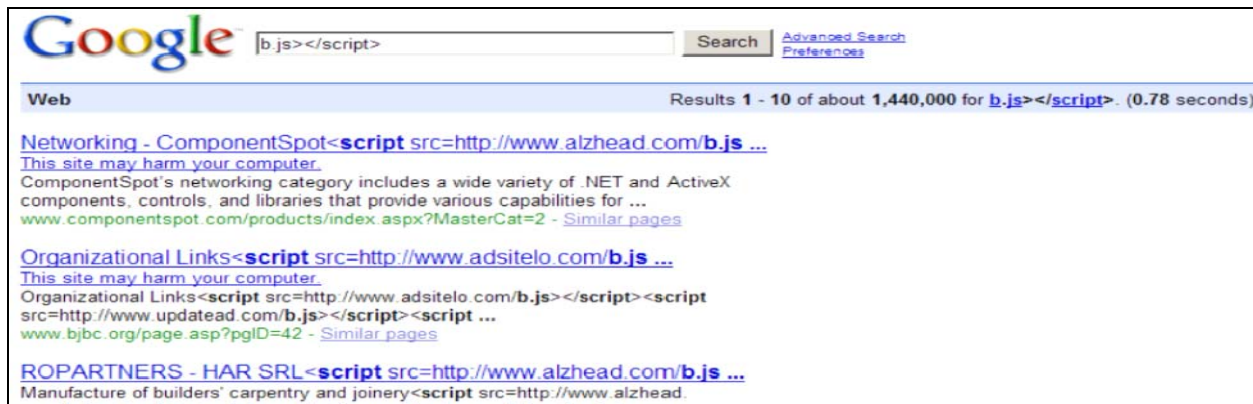 Google™ b.js></script> Search Advanced Search
Preferences
Web Results 1 - 10 of about 1,440,000 for b.js></script>. (0.78 seconds)
Networking - ComponentSpot<script src=http://www.alzhead.com/b.js ...
This site may harm your computer.
ComponentSpot's networking category includes a wide variety of .NET and ActiveX
components, controls, and libraries that provide various capabilities for ...
www.componentspot.com/products/index.aspx?MasterCat=2 - Similar pages
Organizational Links<script src=http://www.adsitelo.com/b.js ...
This site may harm your computer.
Organizational Links<script src=http://www.adsitelo.com/b.js></script><script
src=http://www.updatead.com/b.js></script><script ...
www.bjbc.org/page.asp?pgID=42 - Similar pages
ROPARTNERS - HAR SRL<script src=http://www.alzhead.com/b.js ...
Manufacture of builders' carpentry and joinery<script src=http://www.alzhead.